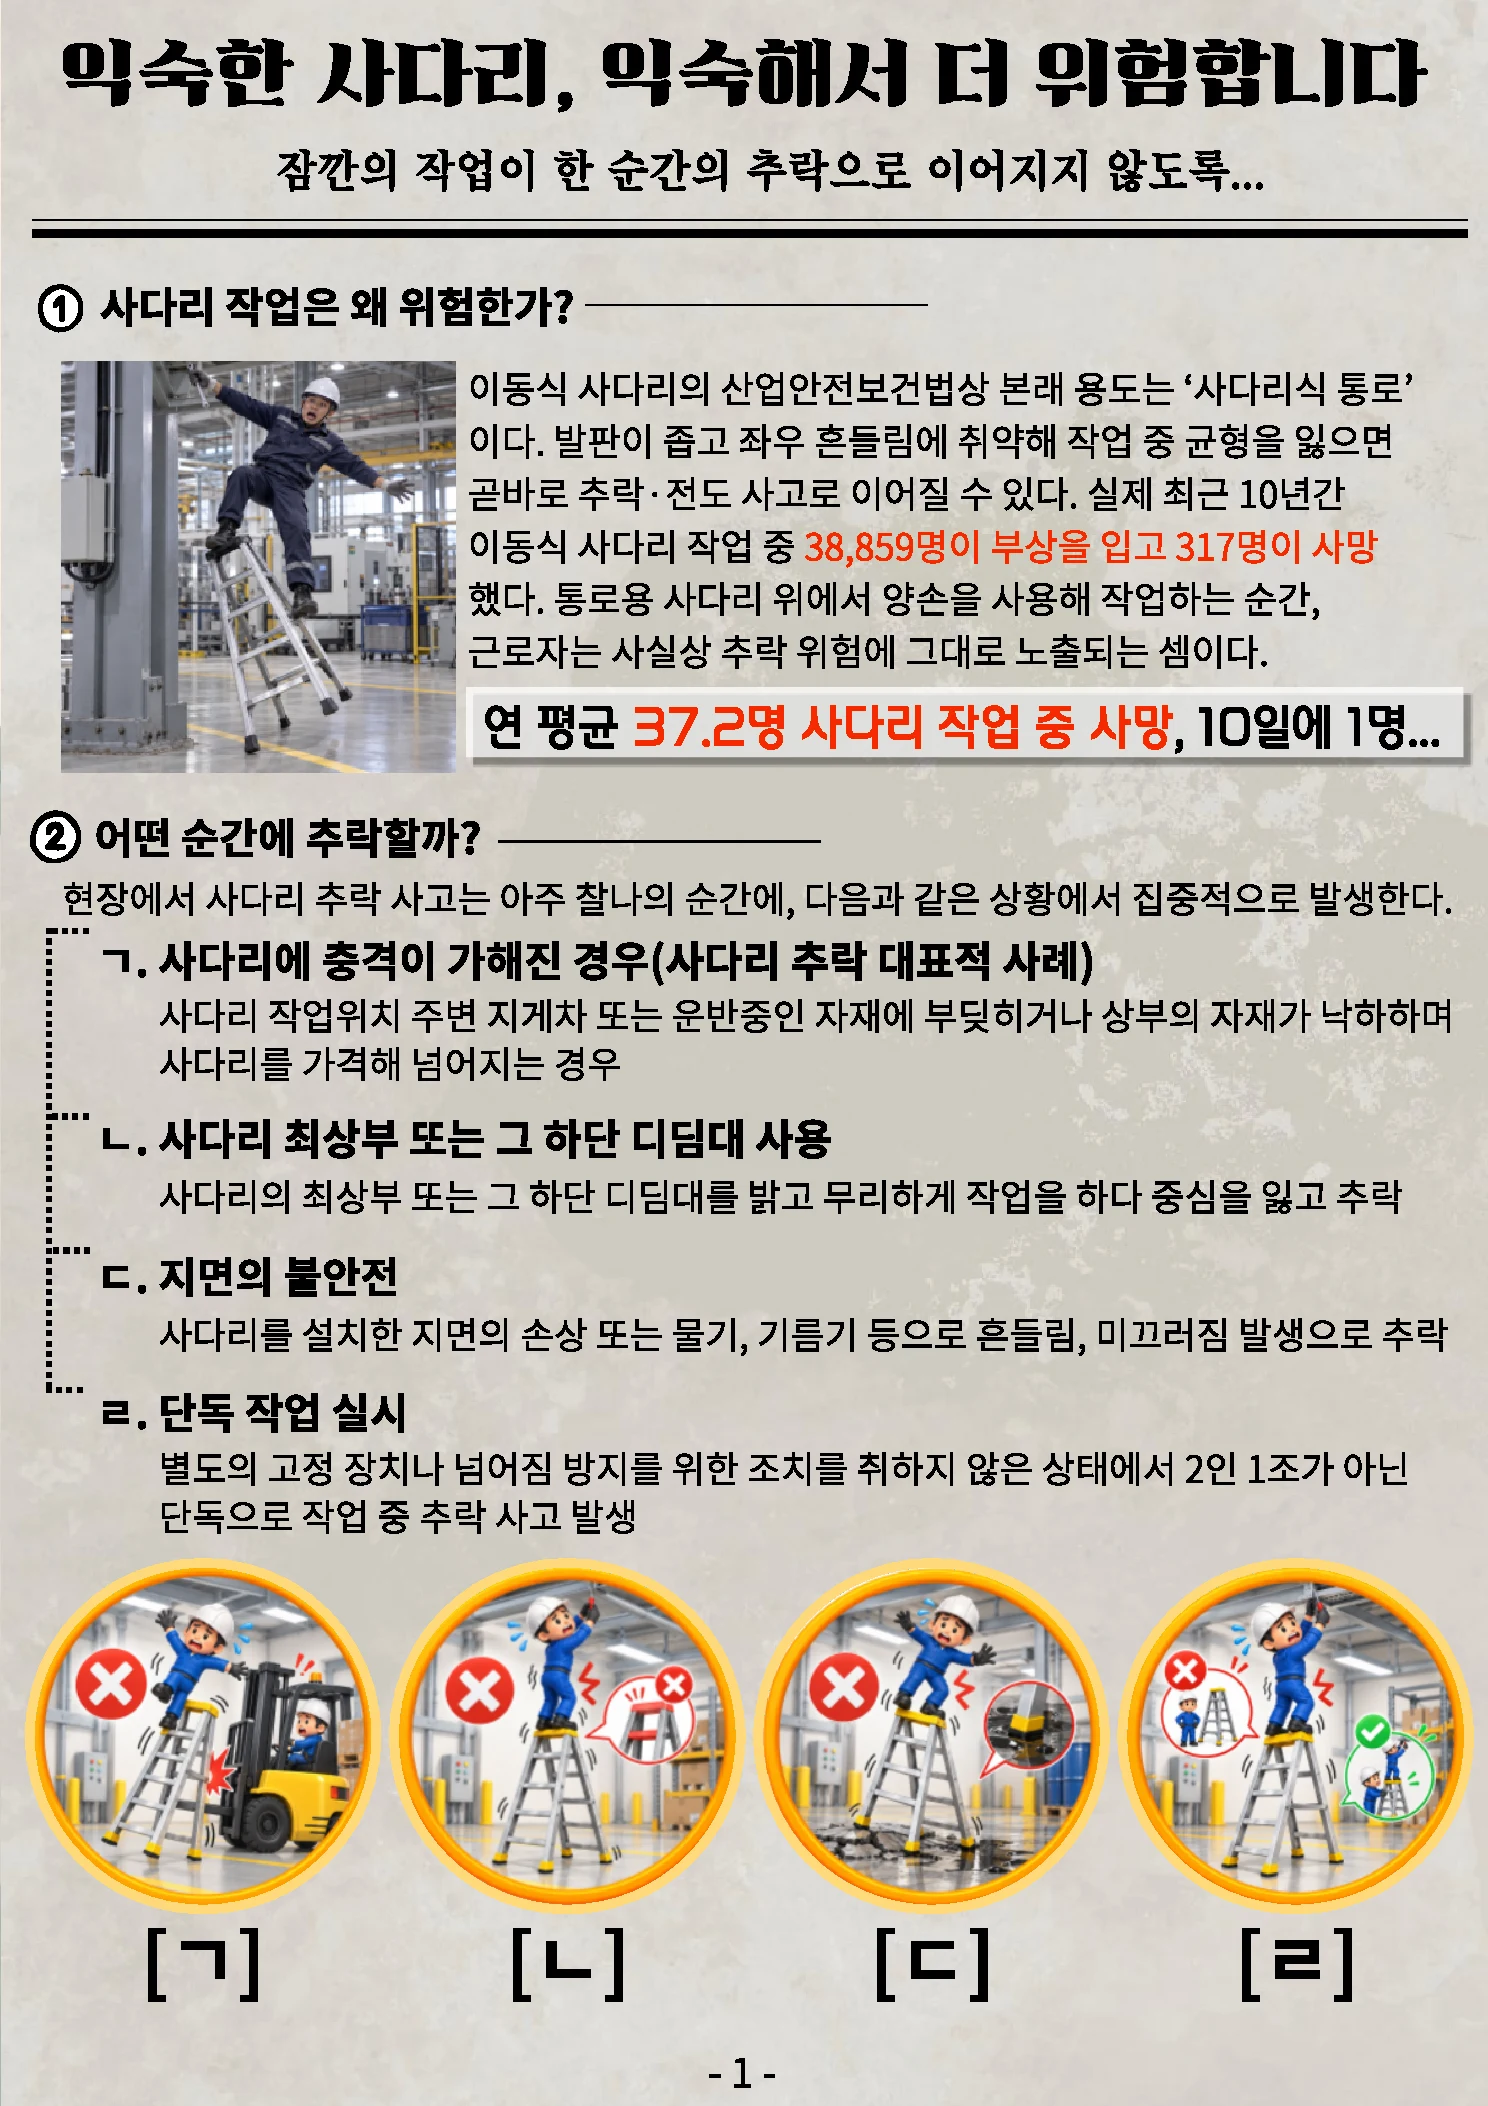 익숙한 사다리, 익숙해서 더 위험합니다
잠깐의 작업이 한 순간의 추락으로 이어지지 않도록...
① 사다리 작업은 왜 위험한가?
이동식 사다리의 산업안전보건법상 본래 용도는 ‘사다리식 통로’
이다. 발판이 좁고 좌우 흔들림에 취약해 작업 중 균형을 잃으면
곧바로 추락·전도 사고로 이어질 수 있다. 실제 최근 10년간
이동식 사다리 작업 중 38,859명이 부상을 입고 317명이 사망
했다. 통로용 사다리 위에서 양손을 사용해 작업하는 순간,
근로자는 사실상 추락 위험에 그대로 노출되는 셈이다.
연 평균 37.2명 사다리 작업 중 사망, 10일에 1명...
② 어떤 순간에 추락할까?
현장에서 사다리 추락 사고는 아주 찰나의 순간에, 다음과 같은 상황에서 집중적으로 발생한다.
ㄱ. 사다리에 충격이 가해진 경우(사다리 추락 대표적 사례)
사다리 작업위치 주변 지게차 또는 운반중인 자재에 부딪히거나 상부의 자재가 낙하하며
사다리를 가격해 넘어지는 경우
ㄴ. 사다리 최상부 또는 그 하단 디딤대 사용
사다리의 최상부 또는 그 하단 디딤대를 밝고 무리하게 작업을 하다 중심을 잃고 추락
ㄷ. 지면의 불안전
사다리를 설치한 지면의 손상 또는 물기, 기름기 등으로 흔들림, 미끄러짐 발생으로 추락
ㄹ. 단독 작업 실시
별도의 고정 장치나 넘어짐 방지를 위한 조치를 취하지 않은 상태에서 2인 1조가 아닌
단독으로 작업 중 추락 사고 발생
[ㄱ] [ㄴ] [ㄷ] [ㄹ]
- 1 -